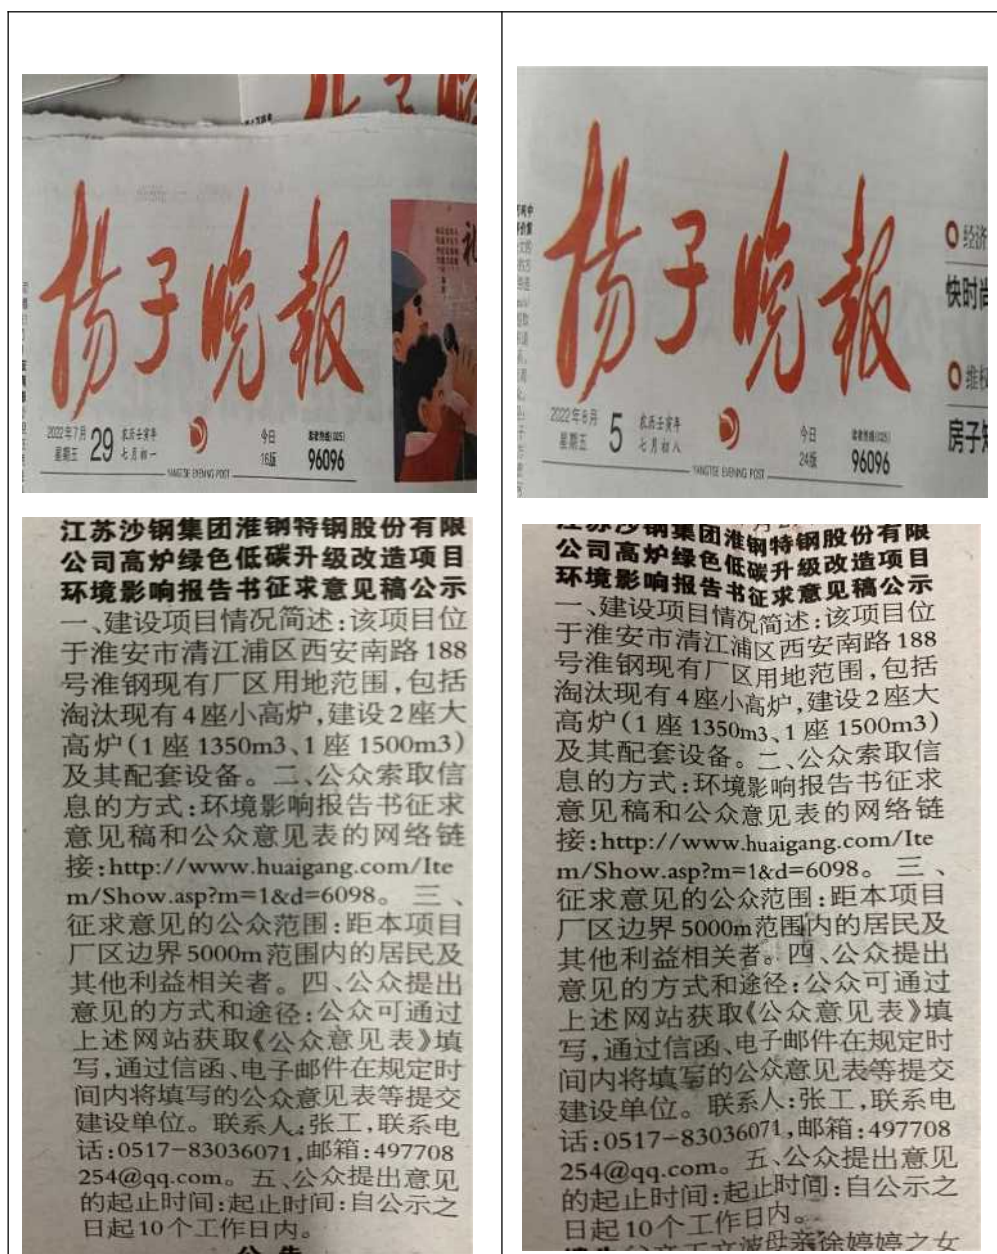 扬子晚报
2022年7月
星期五
29
农历壬寅年
七月初一
今日
16版
读者热线(025)
96096
YANGTSE EVENING POST
扬子晚报
2022年8月
星期五
5
农历壬寅年
七月初八
今日
24版
读者热线(025)
96096
YANGTSE EVENING POST
经济
快时尚
维权
房子
江苏沙钢集团淮钢特钢股份有限
公司高炉绿色低碳升级改造项目
环境影响报告书征求意见稿公示
一、建设项目情况简述:该项目位
于淮安市清江浦区西安南路188
号淮钢现有厂区用地范围,包括
淘汰现有4座小高炉,建设2座大
高炉(1座1350m3、1座1500m3)
及其配套设备。二、公众索取信
息的方式:环境影响报告书征求
意见稿和公众意见表的网络链
接:http://www.huaigang.com/Ite
m/Show.asp?m=1&d=6098。三、
征求意见的公众范围:距本项目
厂区边界5000m范围内的居民及
其他利益相关者。四、公众提出
意见的方式和途径:公众可通过
上述网站获取《公众意见表》填
写,通过信函、电子邮件在规定时
间内将填写的公众意见表等提交
建设单位。联系人:张工,联系电
话:0517-83036071,邮箱:497708
254@qq.com。五、公众提出意见
的起止时间:起止时间:自公示之
日起10个工作日内。
公告
江苏沙钢集团淮钢特钢股份有限
公司高炉绿色低碳升级改造项目
环境影响报告书征求意见稿公示
一、建设项目情况简述:该项目位
于淮安市清江浦区西安南路188
号淮钢现有厂区用地范围,包括
淘汰现有4座小高炉,建设2座大
高炉(1座1350m3、1座1500m3)
及其配套设备。二、公众索取信
息的方式:环境影响报告书征求
意见稿和公众意见表的网络链
接:http://www.huaigang.com/Ite
m/Show.asp?m=1&d=6098。三、
征求意见的公众范围:距本项目
厂区边界5000m范围内的居民及
其他利益相关者。四、公众提出
意见的方式和途径:公众可通过
上述网站获取《公众意见表》填
写,通过信函、电子邮件在规定时
间内将填写的公众意见表等提交
建设单位。联系人:张工,联系电
话:0517-83036071,邮箱:497708
254@qq.com。五、公众提出意见
的起止时间:起止时间:自公示之
日起10个工作日内。
母亲徐婷婷之女